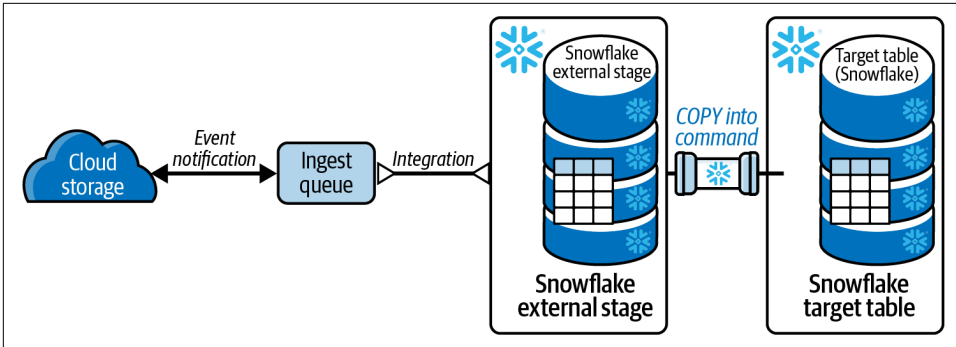 Cloud
storage
Event
notification
Ingest
queue
Integration
Snowflake
external stage
Snowflake
external stage
COPY into
command
Target table
(Snowflake)
Snowflake
target table